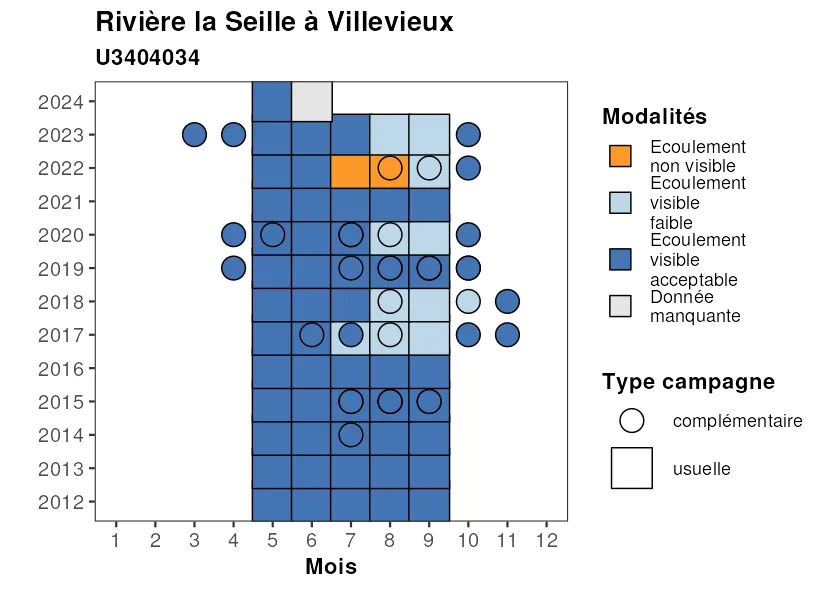 Rivière la Seille à Villevieux
U3404034
2024
2023
2022
2021
2020
2019
2018
2017
2016
2015
2014
2013
2012
1 2 3 4 5 6 7 8 9 10 11 12
Mois
Modalités
Ecoulement
non visible
Ecoulement
visible
faible
Ecoulement
visible
acceptable
Donnée
manquante
Type campagne
complémentaire
usuelle